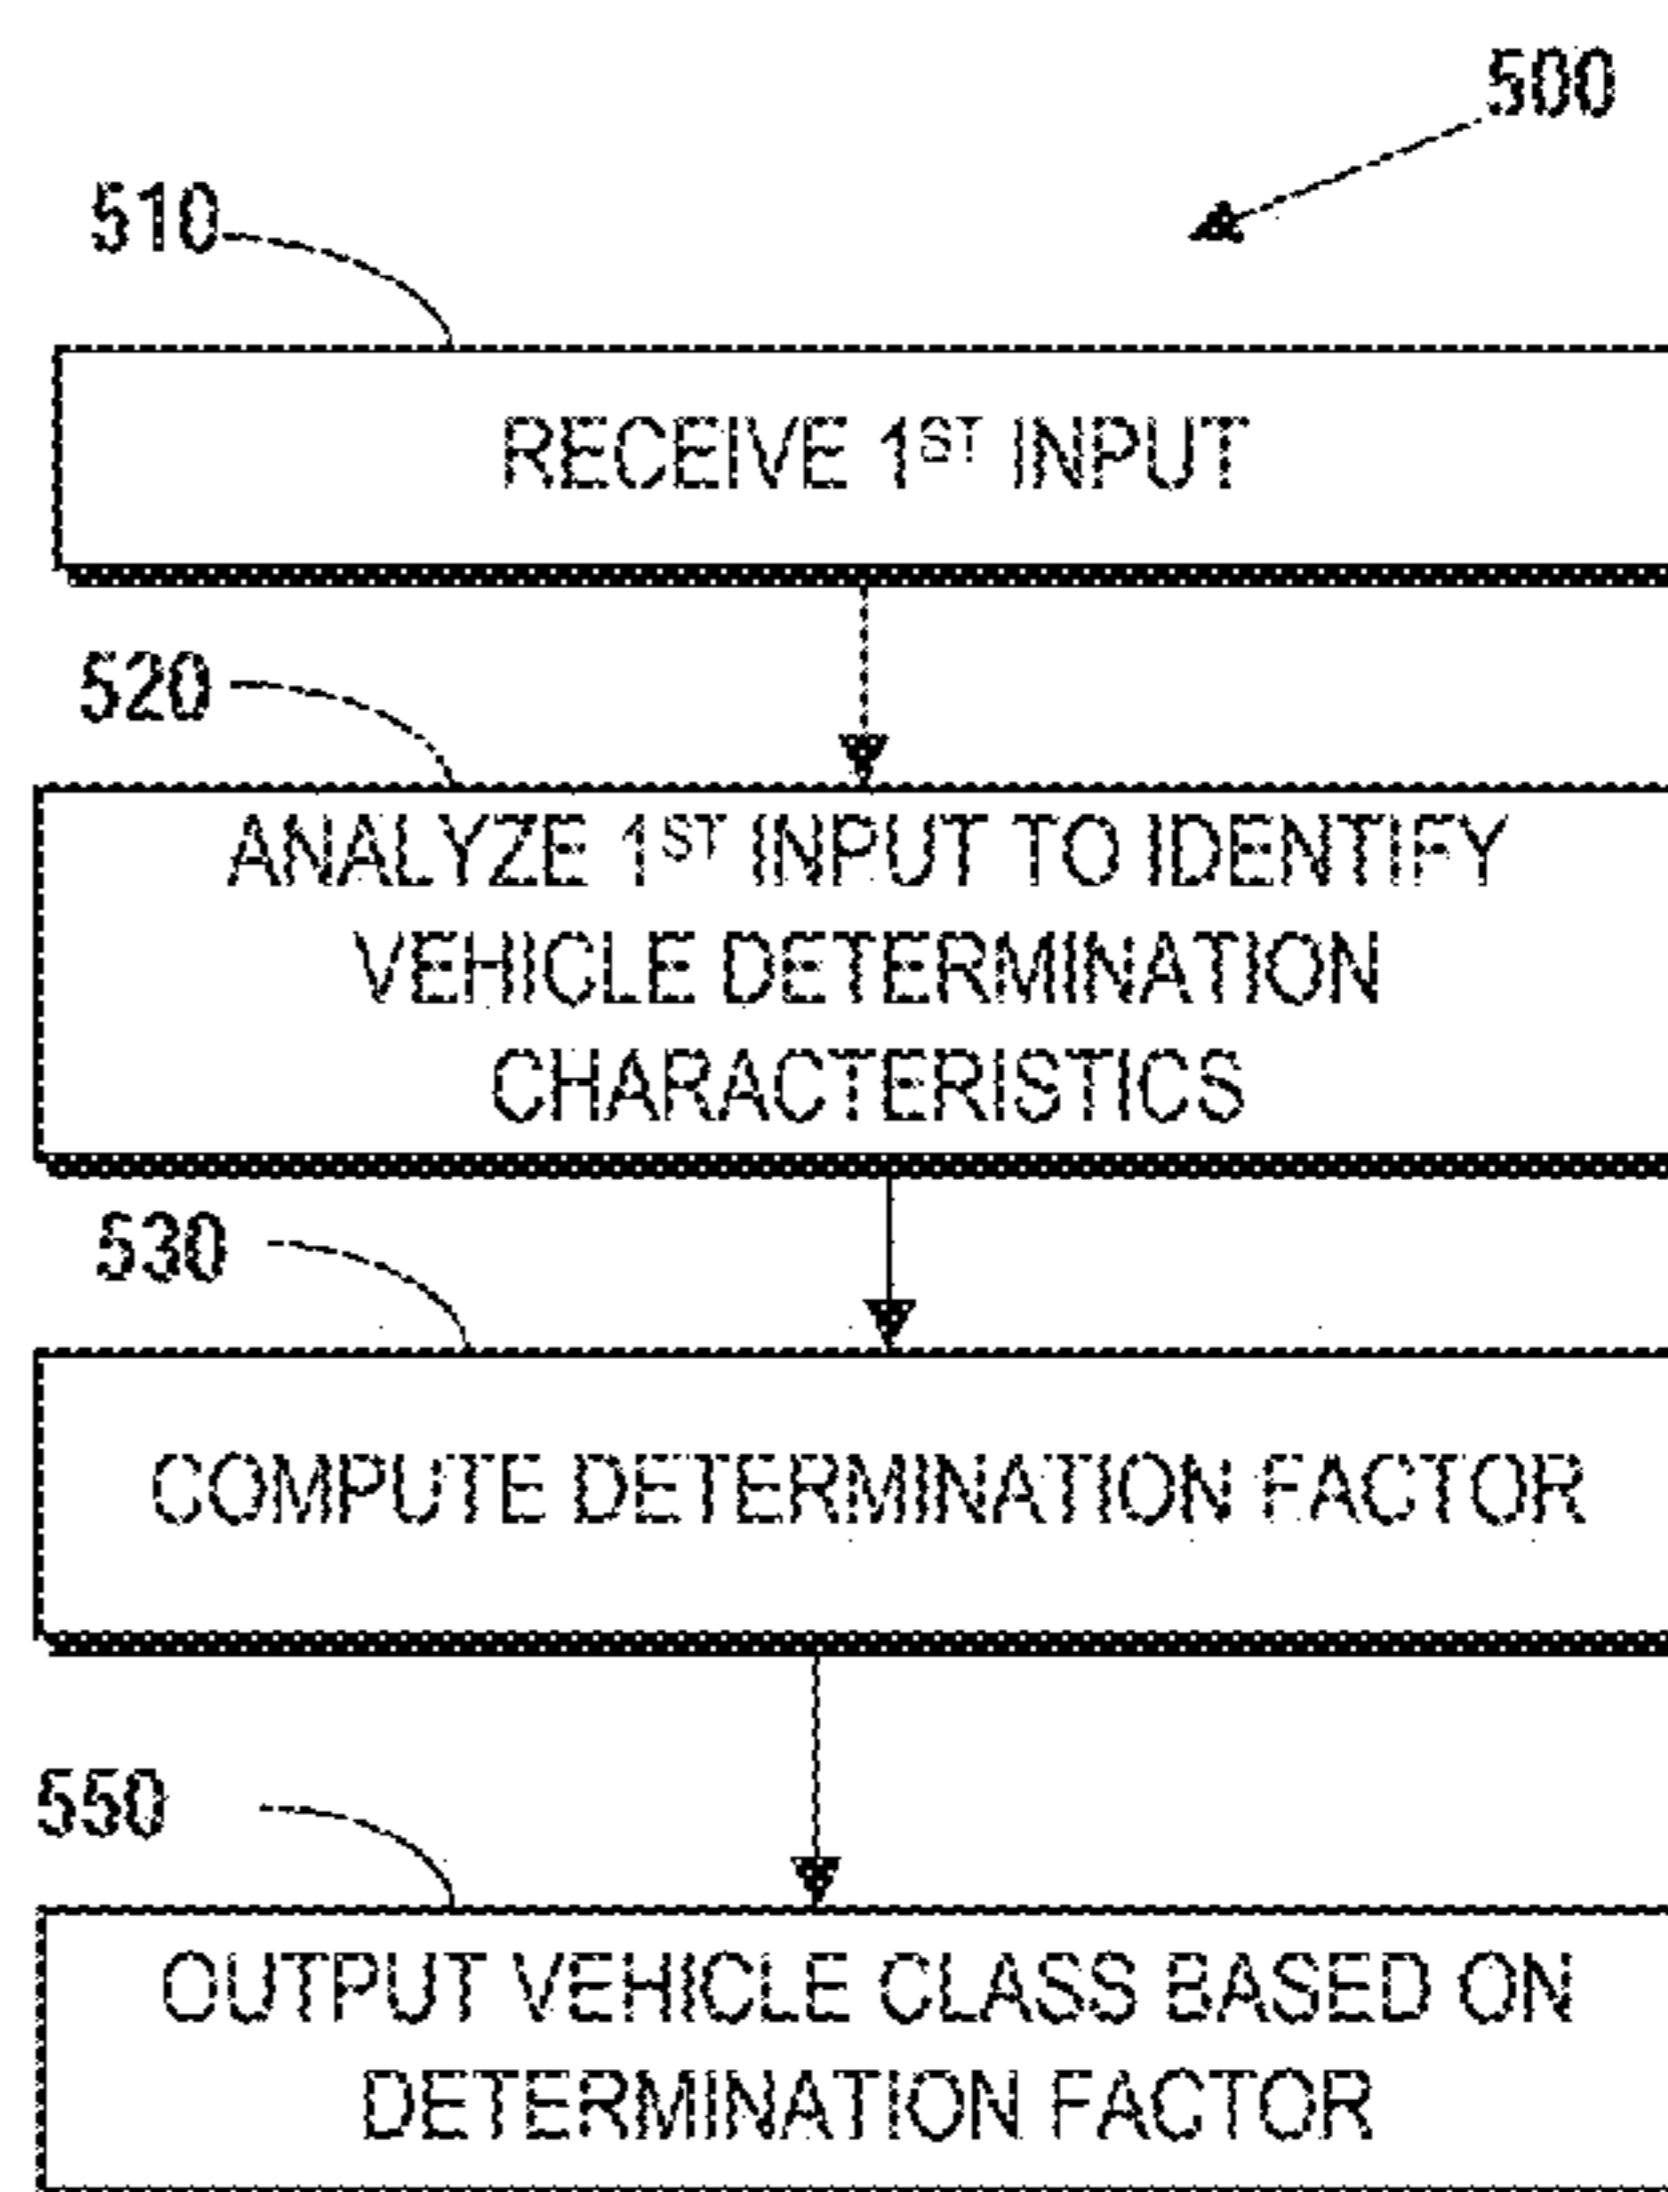 500
510
RECEIVE 1ST INPUT
520
ANALYZE 1ST INPUT TO IDENTIFY
VEHICLE DETERMINATION
CHARACTERISTICS
530
COMPUTE DETERMINATION FACTOR
550
OUTPUT VEHICLE CLASS BASED ON
DETERMINATION FACTOR